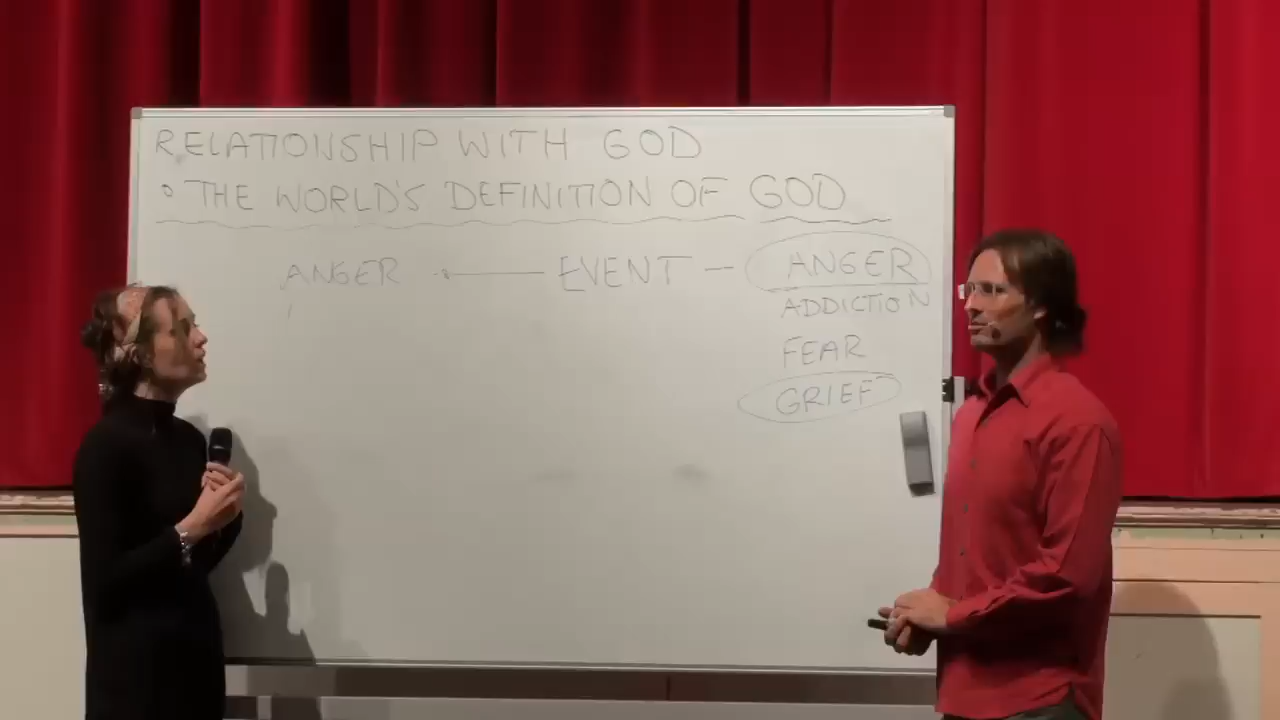 RELATIONSHIP WITH GOD
• THE WORLD'S DEFINITION OF GOD
ANGER EVENT — ANGER
ADDICTION
FEAR
GRIEF